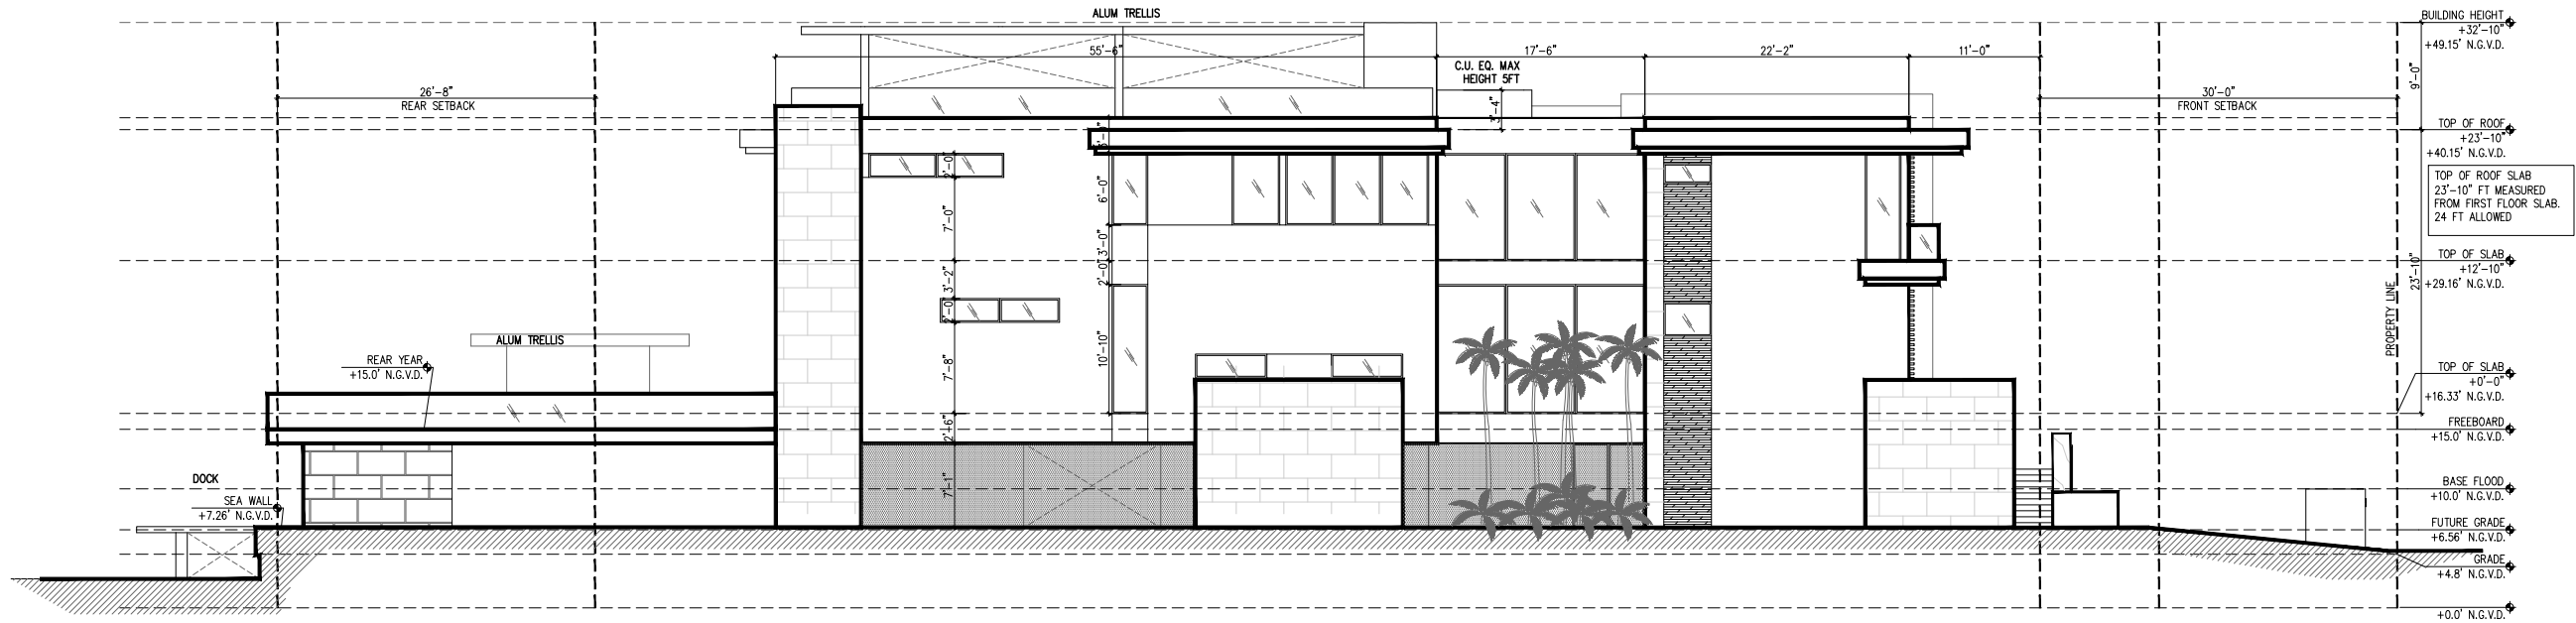 ALUM TRELLIS
BUILDING HEIGHT
+32'-10"
+49.15' N.G.V.D.
55'-6"
17'-6"
22'-2"
11'-0"
C.U. EQ. MAX
HEIGHT 5FT
9'-0"
26'-8"
REAR SETBACK
30'-0"
FRONT SETBACK
3'-4"
TOP OF ROOF
+23'-10"
+40.15' N.G.V.D.
2'-0"
6'-0"
TOP OF ROOF SLAB
23'-10" FT MEASURED
FROM FIRST FLOOR SLAB.
24 FT ALLOWED
7'-0"
3'-0"
2'-0"
TOP OF SLAB
+12'-10"
+29.16' N.G.V.D.
23'-10"
3'-2"
2'-0"
PROPERTY LINE
ALUM TRELLIS
REAR YEAR
+15.0' N.G.V.D.
7'-8"
10'-10"
TOP OF SLAB
+0'-0"
+16.33' N.G.V.D.
2'-6"
FREEBOARD
+15.0' N.G.V.D.
DOCK
7'-1"
BASE FLOOD
+10.0' N.G.V.D.
SEA WALL
+7.26' N.G.V.D.
FUTURE GRADE
+6.56' N.G.V.D.
GRADE
+4.8' N.G.V.D.
+0.0' N.G.V.D.